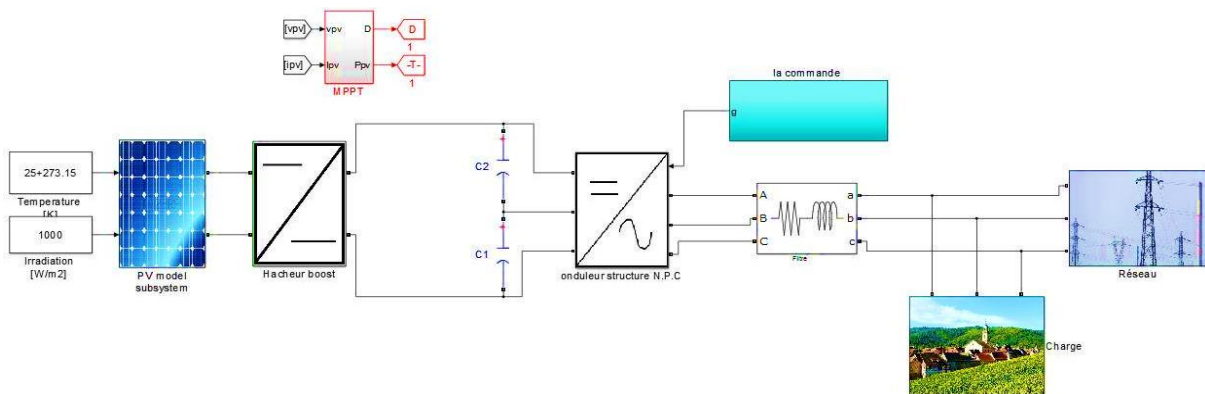 [vpv]
vpv
D
D
1
[ipv]
Ipv
Ppv
-T-
1
MPPT
la commande
g
25+273.15
Temperature
[K]
1000
Irradiation
[W/m2]
PV model
subsystem
Hacheur boost
C2
C1
onduleur structure N.P.C
A
B
C
a
b
c
Filtre
Réseau
Charge